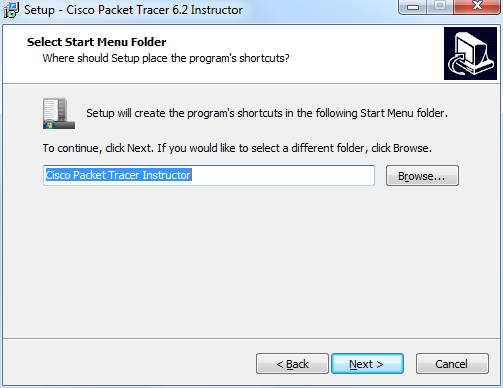 Setup - Cisco Packet Tracer 6.2 Instructor
Select Start Menu Folder
Where should Setup place the program's shortcuts?
Setup will create the program's shortcuts in the following Start Menu folder.
To continue, click Next. If you would like to select a different folder, click Browse.
Cisco Packet Tracer Instructor
Browse...
< Back
Next >
Cancel